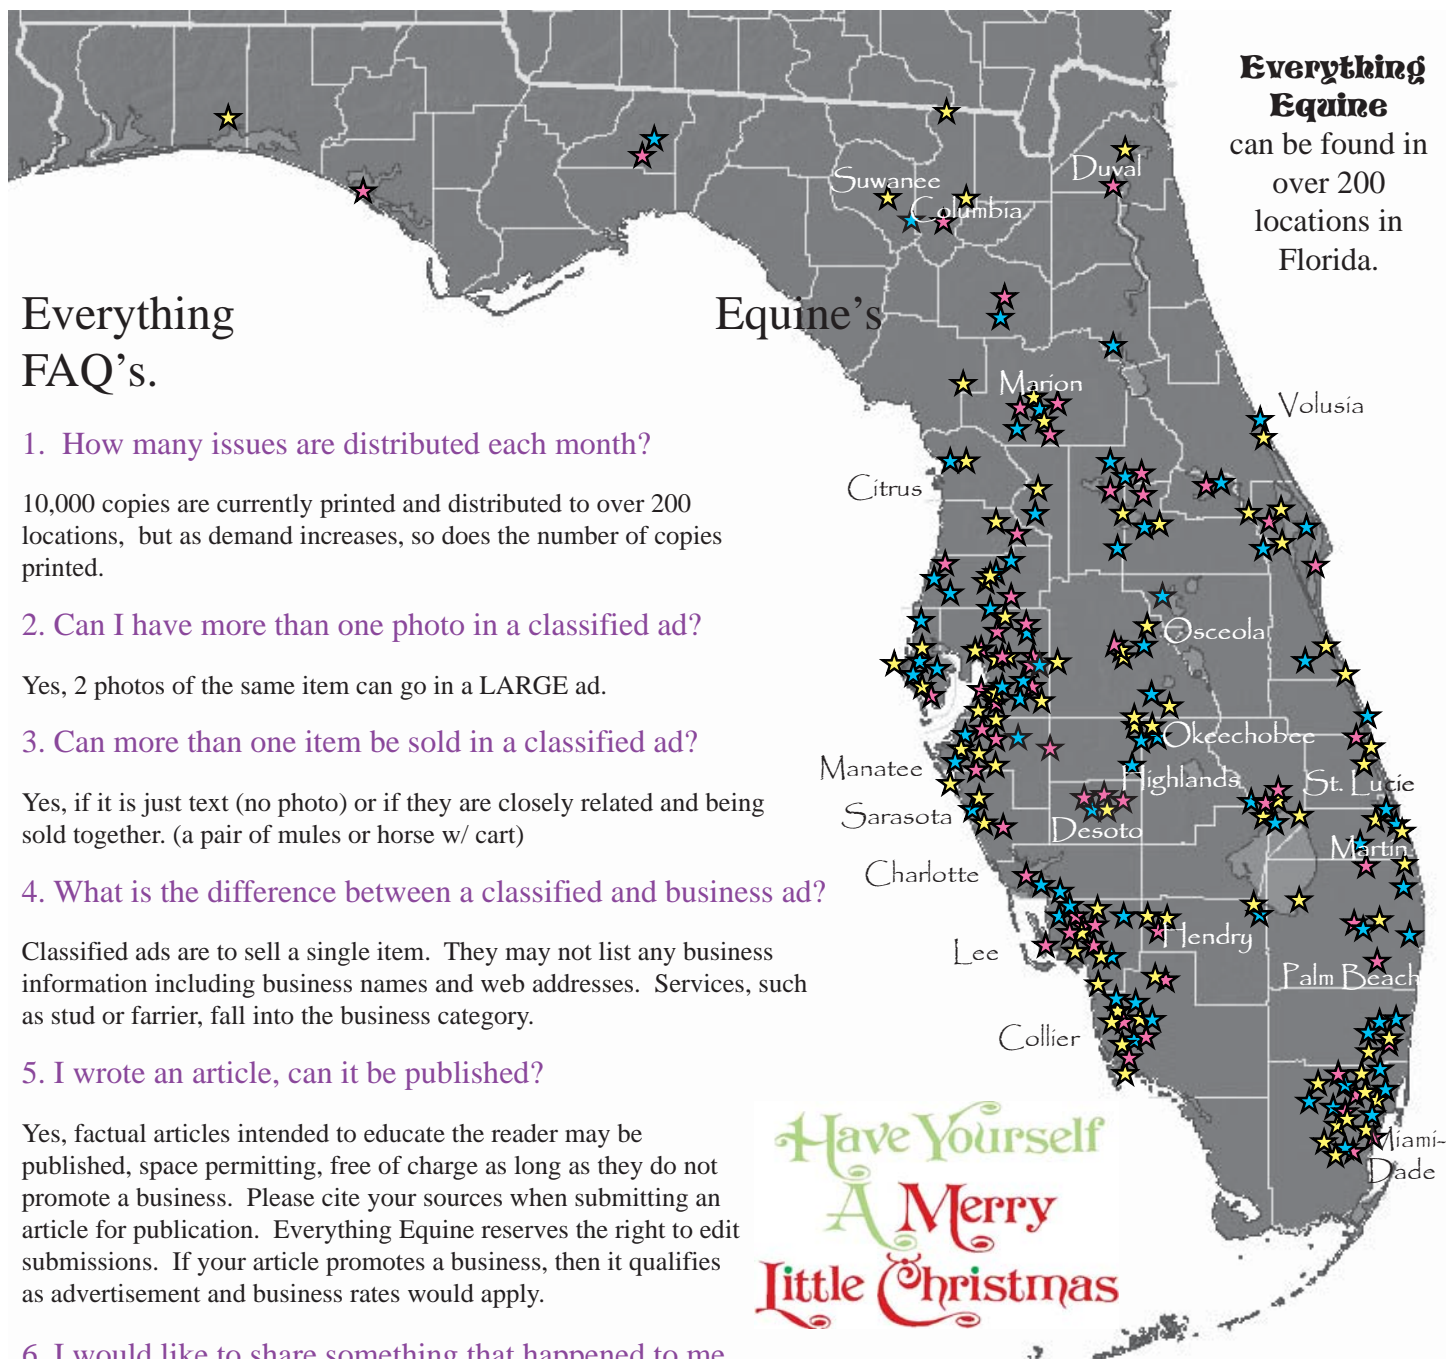 Everything
Equine
can be found in
over 200
locations in
Florida.
Suwanee
Columbia
Duval
Marion
Volusia
Citrus
Osceola
Okeechobee
Manatee
Highlands
St. Lucie
Sarasota
Desoto
Martin
Charlotte
Lee
Hendry
Palm Beach
Collier
Miami-
Dade
Everything Equine's
FAQ's.
1.  How many issues are distributed each month?
10,000 copies are currently printed and distributed to over 200
locations,  but as demand increases, so does the number of copies
printed.
2. Can I have more than one photo in a classified ad?
Yes, 2 photos of the same item can go in a LARGE ad.
3. Can more than one item be sold in a classified ad?
Yes, if it is just text (no photo) or if they are closely related and being
sold together. (a pair of mules or horse w/ cart)
4. What is the difference between a classified and business ad?
Classified ads are to sell a single item.  They may not list any business
information including business names and web addresses.  Services, such
as stud or farrier, fall into the business category.
5. I wrote an article, can it be published?
Yes, factual articles intended to educate the reader may be
published, space permitting, free of charge as long as they do not
promote a business.  Please cite your sources when submitting an
article for publication.  Everything Equine reserves the right to edit
submissions.  If your article promotes a business, then it qualifies
as advertisement and business rates would apply.
6. I would like to share something that happened to me
Have Yourself
A Merry
Little Christmas